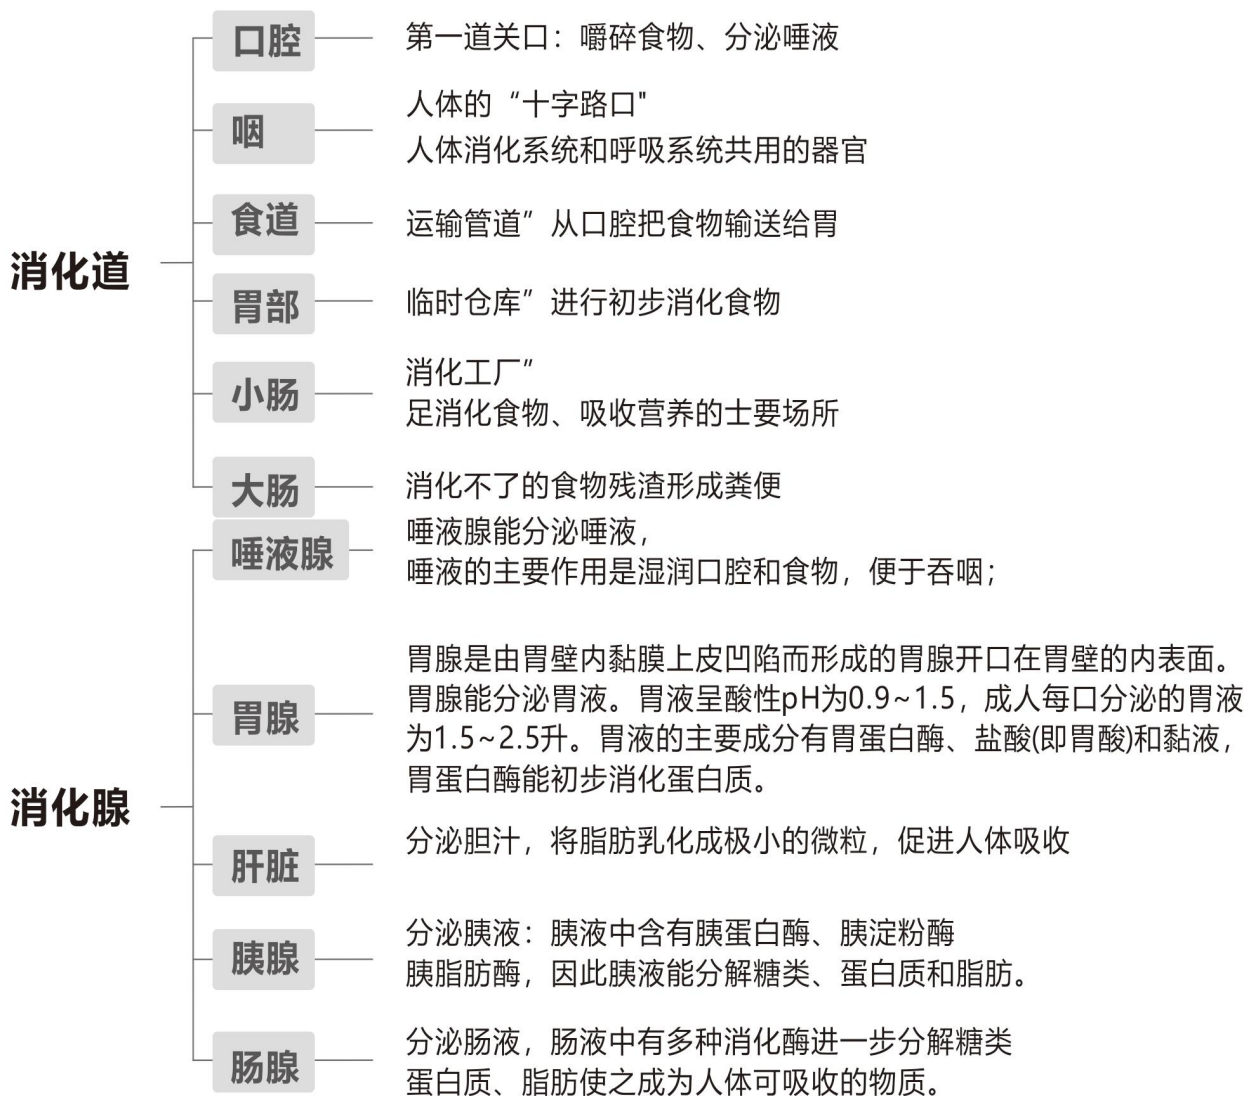 消化道
口腔
第一道关口：嚼碎食物、分泌唾液
咽
人体的“十字路口"
人体消化系统和呼吸系统共用的器官
食道
运输管道”从口腔把食物输送给胃
胃部
临时仓库”进行初步消化食物
小肠
消化工厂”
足消化食物、吸收营养的士要场所
大肠
消化不了的食物残渣形成粪便
消化腺
唾液腺
唾液腺能分泌唾液，
唾液的主要作用是湿润口腔和食物，便于吞咽；
胃腺
胃腺是由胃壁内黏膜上皮凹陷而形成的胃腺开口在胃壁的内表面。
胃腺能分泌胃液。胃液呈酸性pH为0.9~1.5，成人每口分泌的胃液
为1.5~2.5升。胃液的主要成分有胃蛋白酶、盐酸(即胃酸)和黏液，
胃蛋白酶能初步消化蛋白质。
肝脏
分泌胆汁，将脂肪乳化成极小的微粒，促进人体吸收
胰腺
分泌胰液：胰液中含有胰蛋白酶、胰淀粉酶
胰脂肪酶，因此胰液能分解糖类、蛋白质和脂肪。
肠腺
分泌肠液，肠液中有多种消化酶进一步分解糖类
蛋白质、脂肪使之成为人体可吸收的物质。